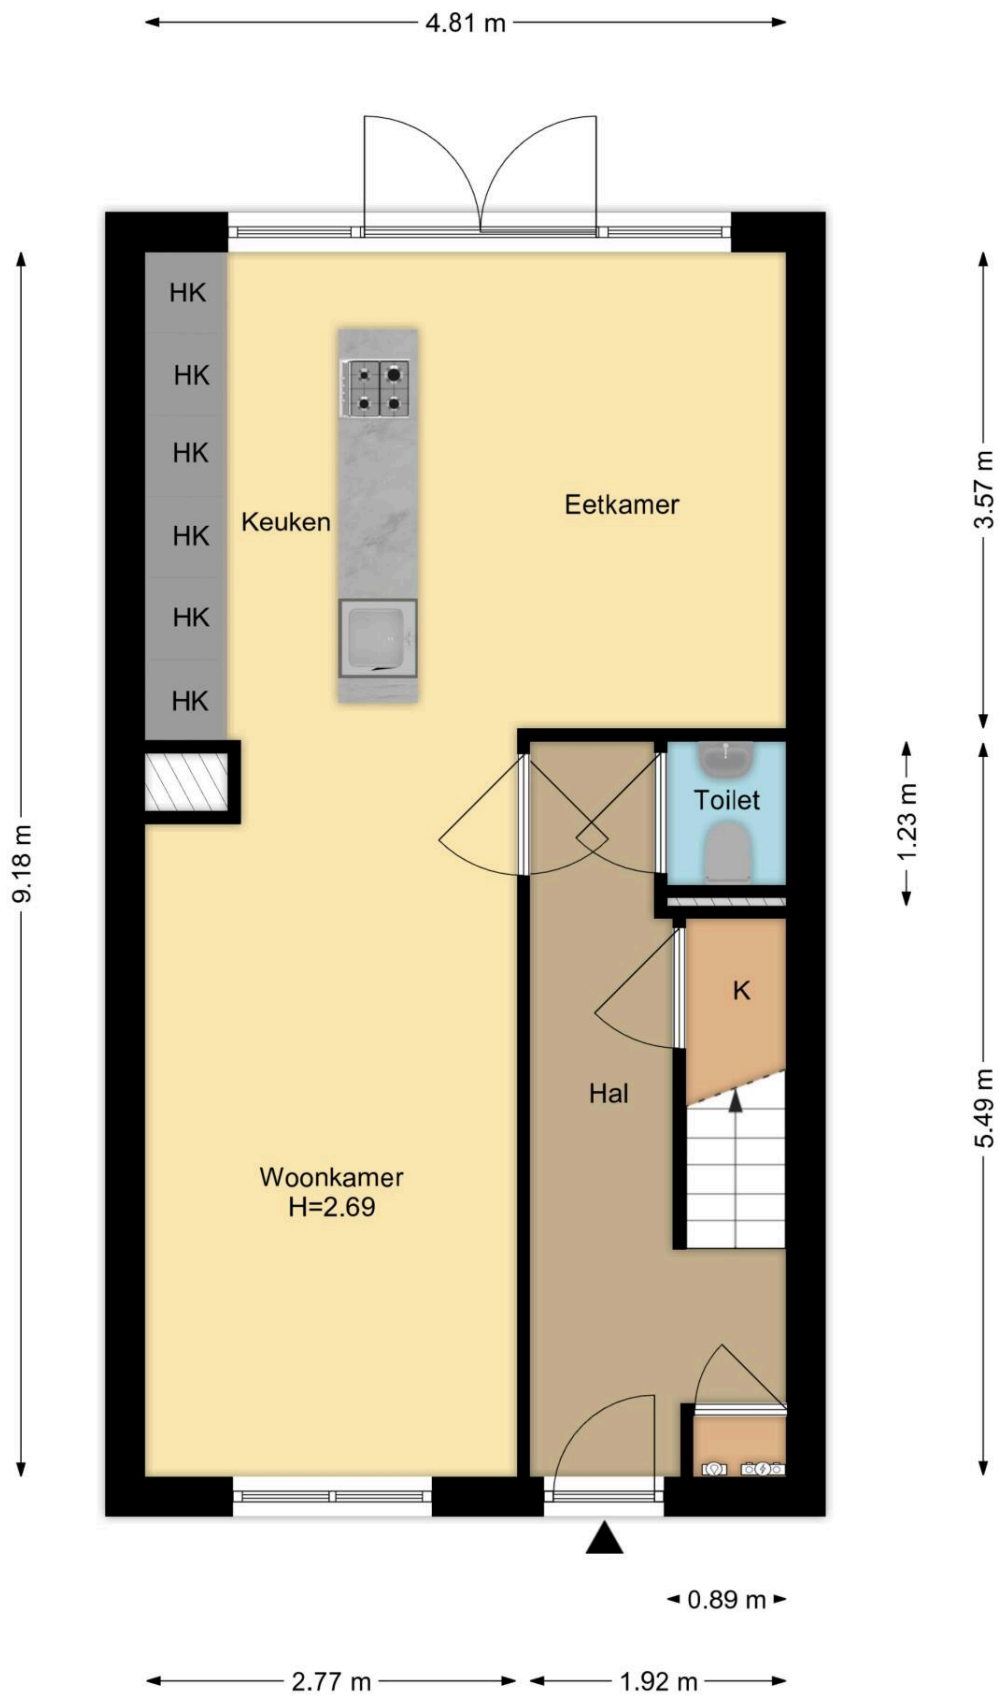 4.81 m
HK
HK
HK
HK
HK
HK
Keuken
Eetkamer
3.57 m
9.18 m
Toilet
1.23 m
K
Hal
5.49 m
Woonkamer
H=2.69
0.89 m
2.77 m
1.92 m